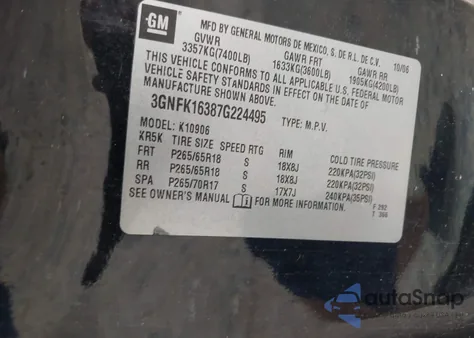 GM
MFD BY GENERAL MOTORS DE MEXICO, S. DE R.L. DE C.V.
10/06
GVWR GAWR FRT GAWR RR
3357KG(7400LB) 1633KG(3600LB) 1905KG(4200LB)
THIS VEHICLE CONFORMS TO ALL APPLICABLE U.S. FEDERAL MOTOR
VEHICLE SAFETY STANDARDS IN EFFECT ON THE DATE OF
MANUFACTURE SHOWN ABOVE.
3GNFK16387G224495 TYPE: M.P.V.
MODEL: K10906
KR5K TIRE SIZE SPEED RTG RIM COLD TIRE PRESSURE
FRT P265/65R18 S 18X8J 220KPA(32PSI)
RR P265/65R18 S 18X8J 220KPA(32PSI)
SPA P265/70R17 S 17X7J 240KPA(35PSI)
SEE OWNER'S MANUAL FOR MORE INFORMATION.
F 292
T 366
autoSnap